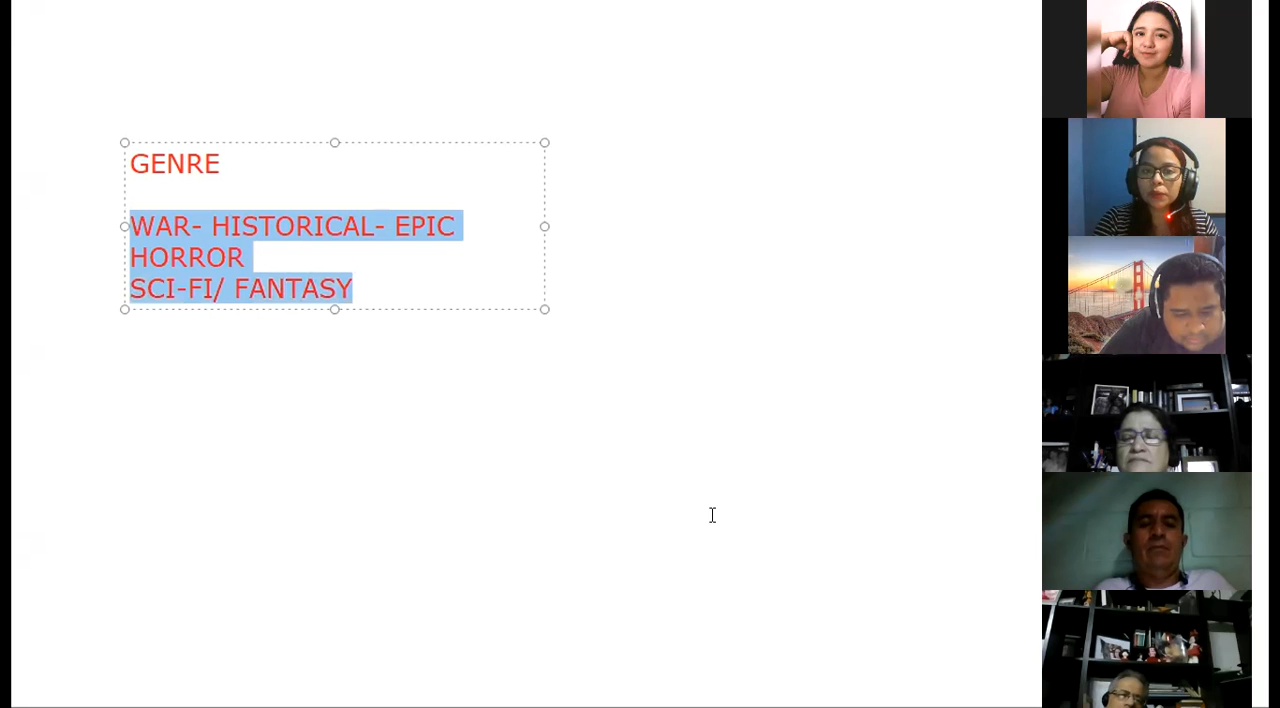 GENRE
WAR- HISTORICAL- EPIC
HORROR
SCI-FI/ FANTASY